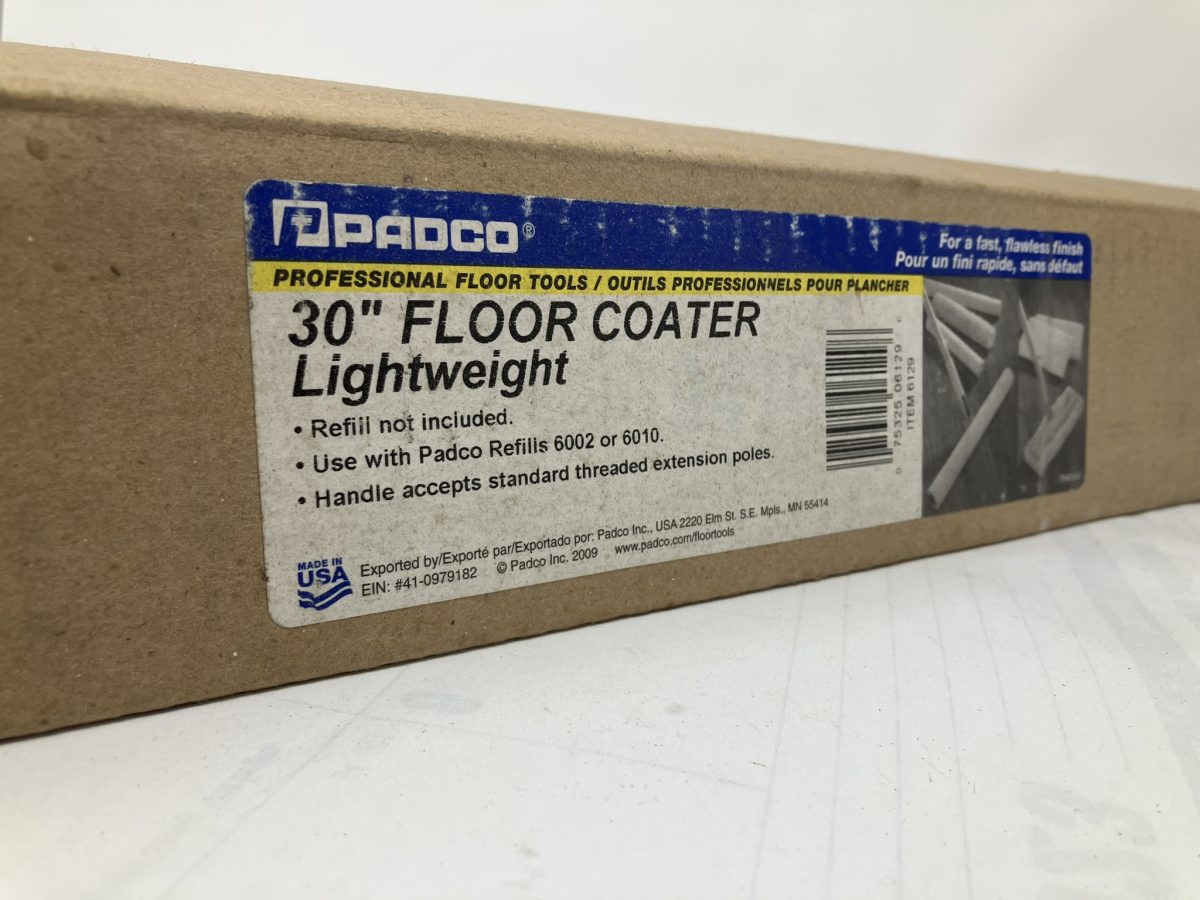 PADCO®
For a fast, flawless finish
Pour un fini rapide, sans défaut
PROFESSIONAL FLOOR TOOLS / OUTILS PROFESSIONNELS POUR PLANCHER
30" FLOOR COATER
Lightweight
• Refill not included.
• Use with Padco Refills 6002 or 6010.
• Handle accepts standard threaded extension poles.
75325 06129
ITEM 6129
MADE IN
USA
Exported by/Exporté par/Exportado por: Padco Inc., USA 2220 Elm St. S.E. Mpls., MN 55414
EIN: #41-0979182 © Padco Inc. 2009 www.padco.com/floortools